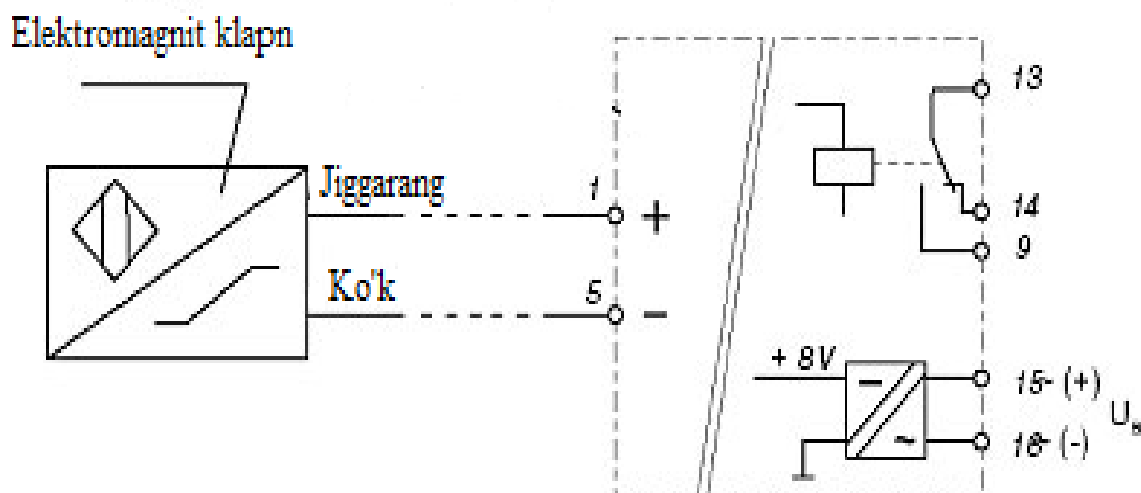 Elektromagnit klapn
Jiggarang
Ko'k
1
+
5
-
13
14
9
+ 8V
15~ (+)
16~ (-)
U